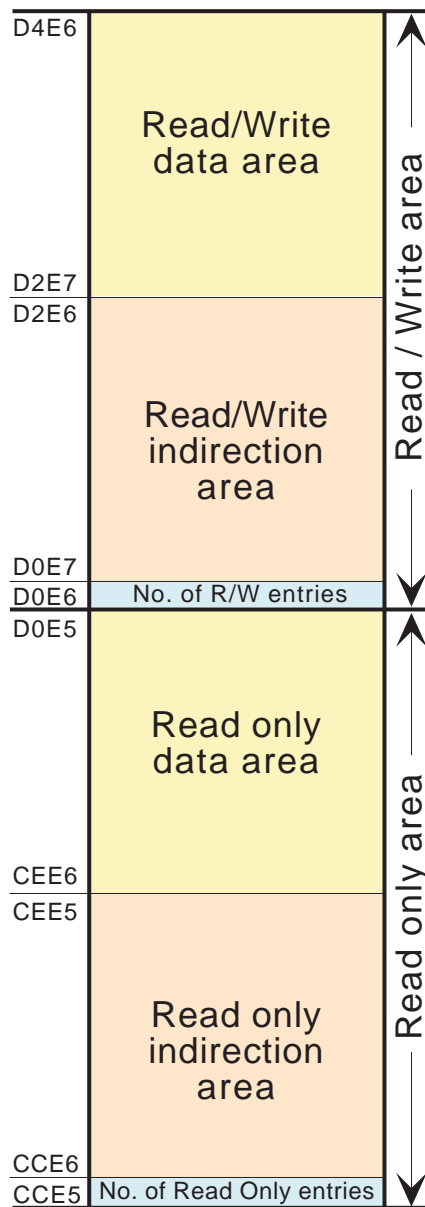 D4E6
Read/Write
data area
D2E7
D2E6
Read/Write
indirection
area
D0E7
D0E6
No. of R/W entries
Read / Write area
D0E5
Read only
data area
CEE6
CEE5
Read only
indirection
area
CCE6
CCE5
No. of Read Only entries
Read only area